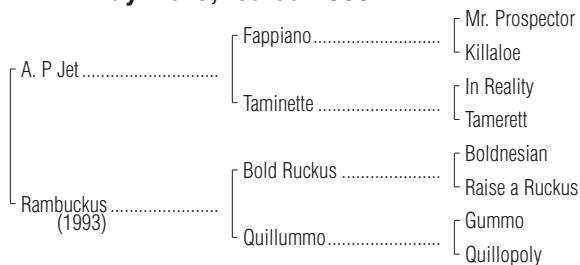 Mr. Prospector
Fappiano
Killaloe
A. P Jet
In Reality
Taminette
Tamerett
Boldnesian
Bold Ruckus
Raise a Ruckus
Rambuckus
(1993)
Gummo
Quillummo
Quillopoly